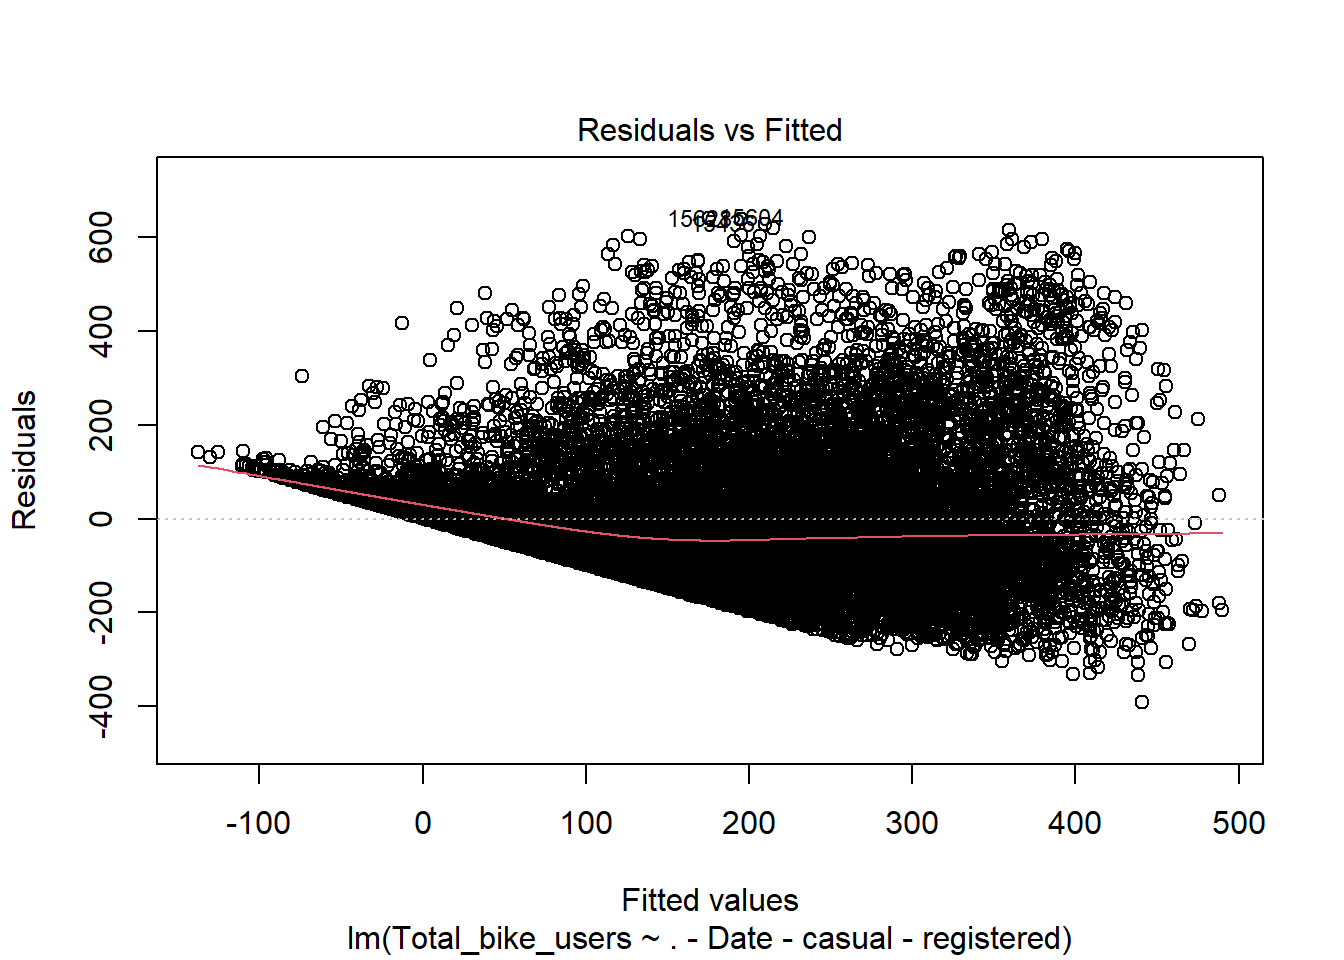 Residuals vs Fitted
15604
Residuals
600
400
200
0
-200
-400
-100 0 100 200 300 400 500
Fitted values
lm(Total_bike_users ~ . - Date - casual - registered)